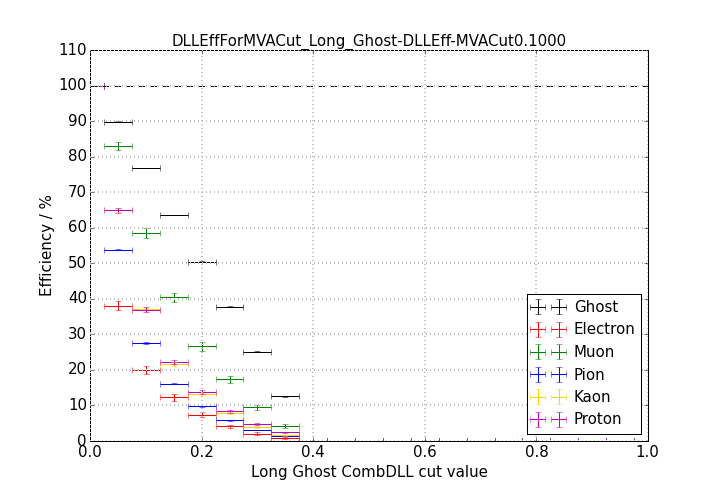 DLLEffForMVACut_Long_Ghost-DLLEff-MVACut0.1000
110
100
90
80
70
60
50
40
30
20
10
0
Efficiency / %
Ghost
Electron
Muon
Pion
Kaon
Proton
0.0 0.2 0.4 0.6 0.8 1.0
Long Ghost CombDLL cut value